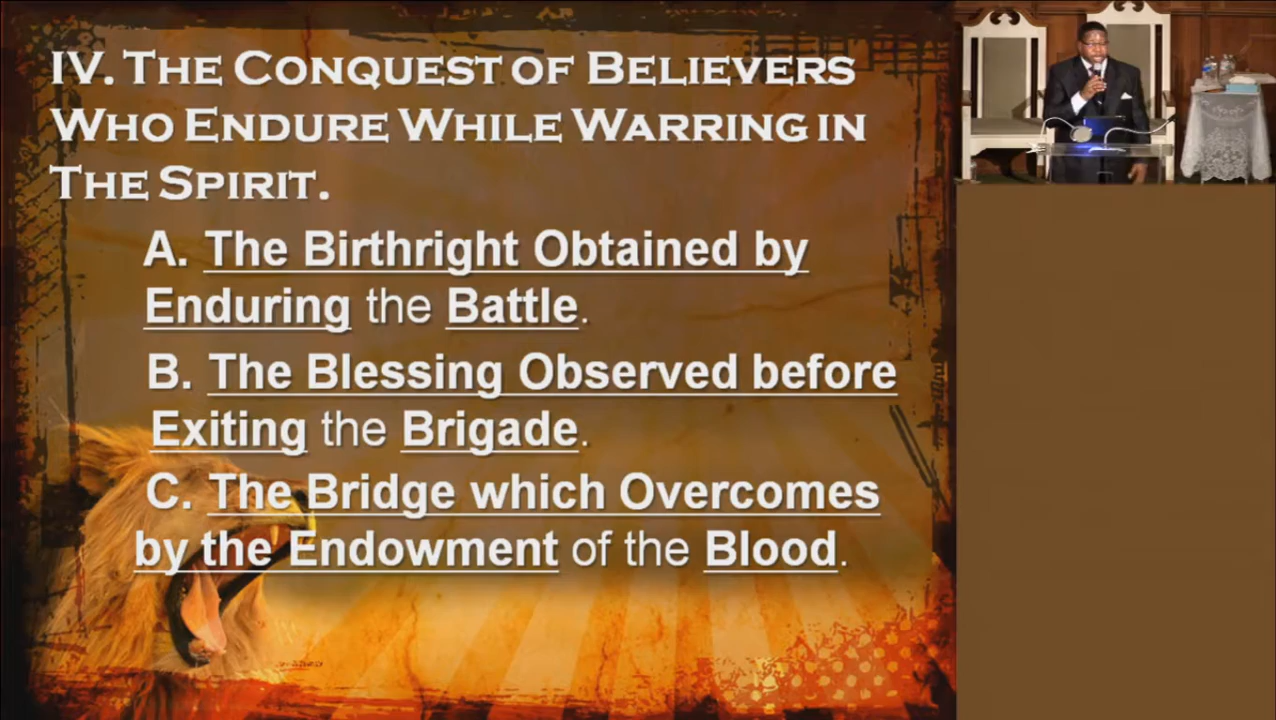 IV. THE CONQUEST OF BELIEVERS
WHO ENDURE WHILE WARRING IN
THE SPIRIT.
A. The Birthright Obtained by
Enduring the Battle.
B. The Blessing Observed before
Exiting the Brigade.
C. The Bridge which Overcomes
by the Endowment of the Blood.